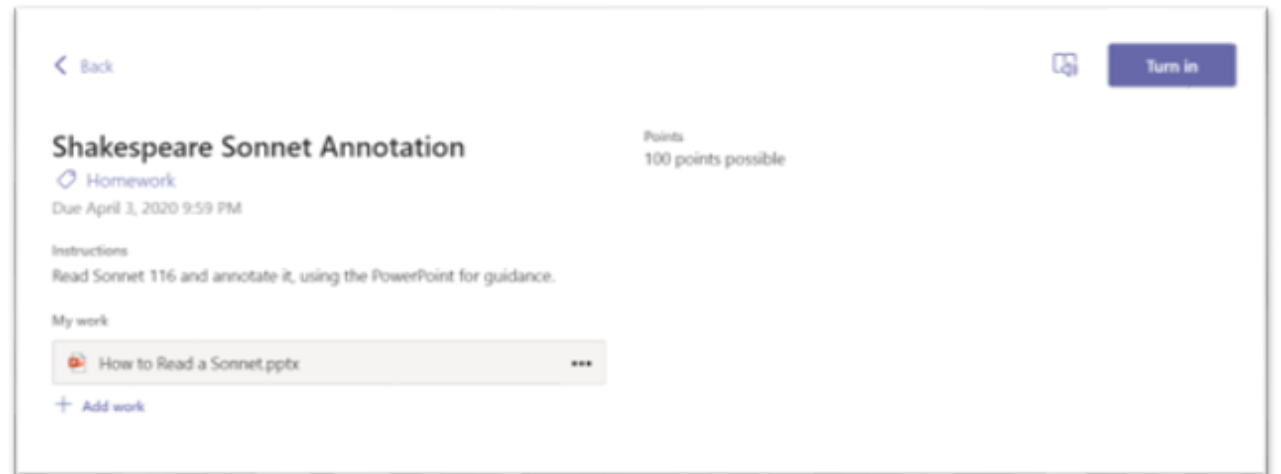 Back
Turn in
Shakespeare Sonnet Annotation
Points
100 points possible
Homework
Due April 3, 2020 9:59 PM
Instructions
Read Sonnet 116 and annotate it, using the PowerPoint for guidance.
My work
How to Read a Sonnet.pptx
Add work